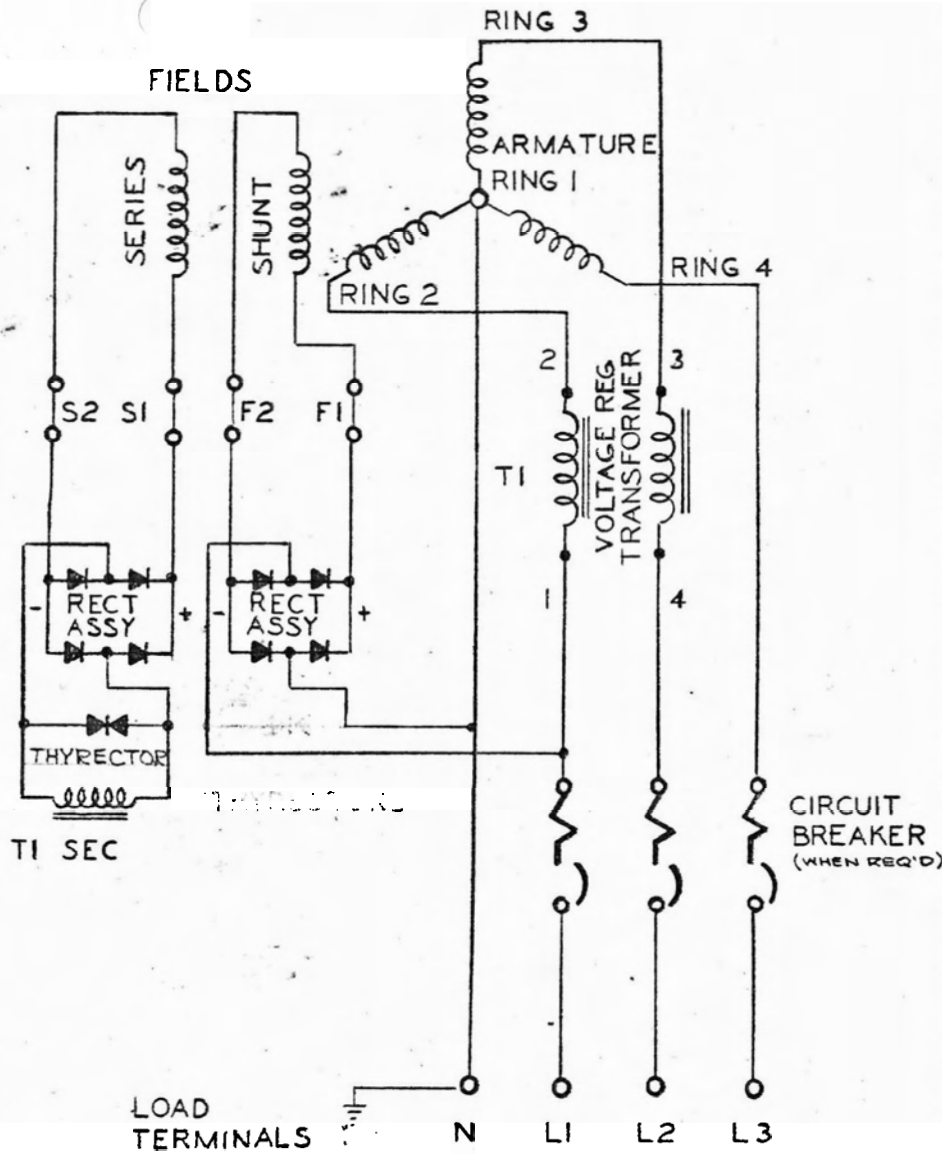 RING 3
FIELDS
ARMATURE
RING 1
SERIES
SHUNT
RING 2
RING 4
2
3
S2
S1
F2
F1
T1
VOLTAGE REG
TRANSFORMER
1
4
-
RECT
ASSY
+
-
RECT
ASSY
+
THYRECTOR
T1 SEC
CIRCUIT
BREAKER
(WHEN REQ'D)
LOAD
TERMINALS
N
L1
L2
L3